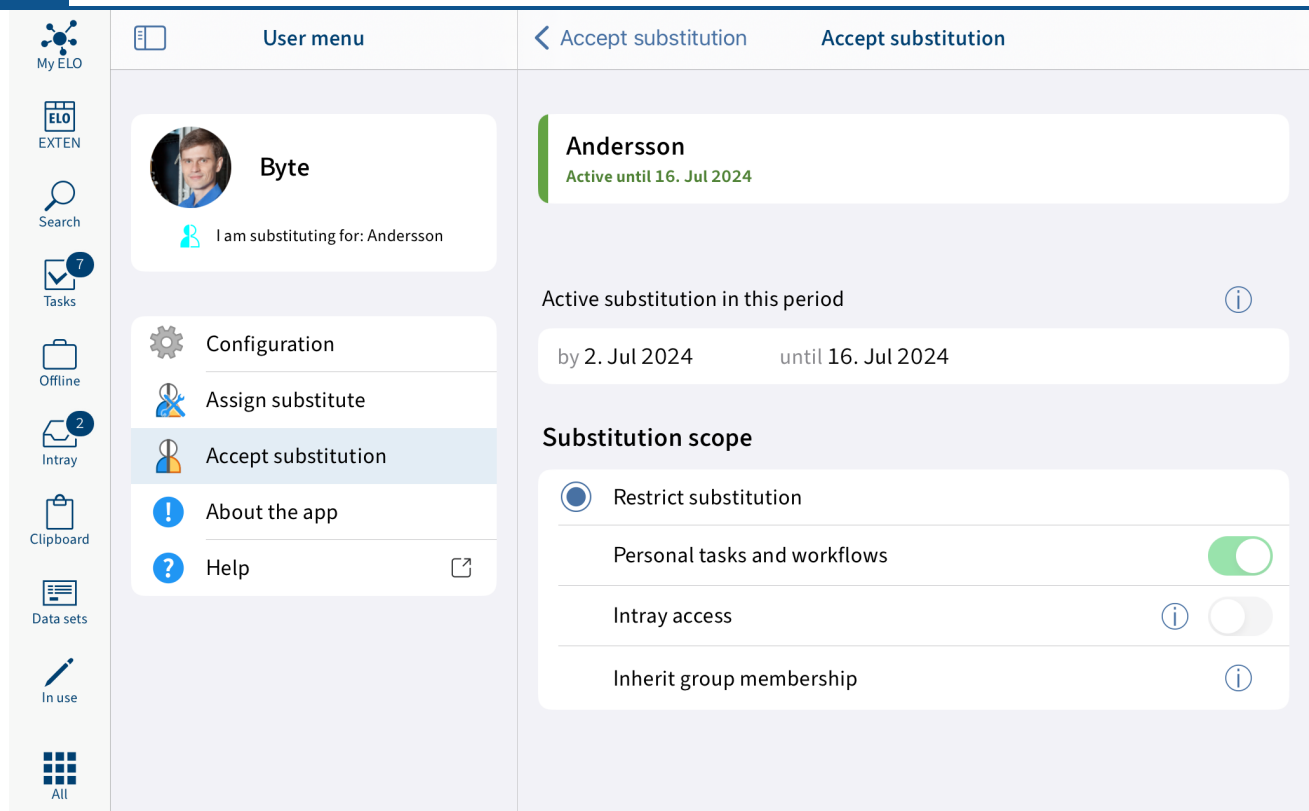 My ELO
ELO
EXTEN
Search
7
Tasks
Offline
2
Intray
Clipboard
Data sets
In use
All
User menu
Byte
I am substituting for: Andersson
Configuration
Assign substitute
Accept substitution
! About the app
? Help
Accept substitution Accept substitution
Andersson
Active until 16. Jul 2024
Active substitution in this period i
by 2. Jul 2024 until 16. Jul 2024
Substitution scope
Restrict substitution
Personal tasks and workflows
Intray access i
Inherit group membership i